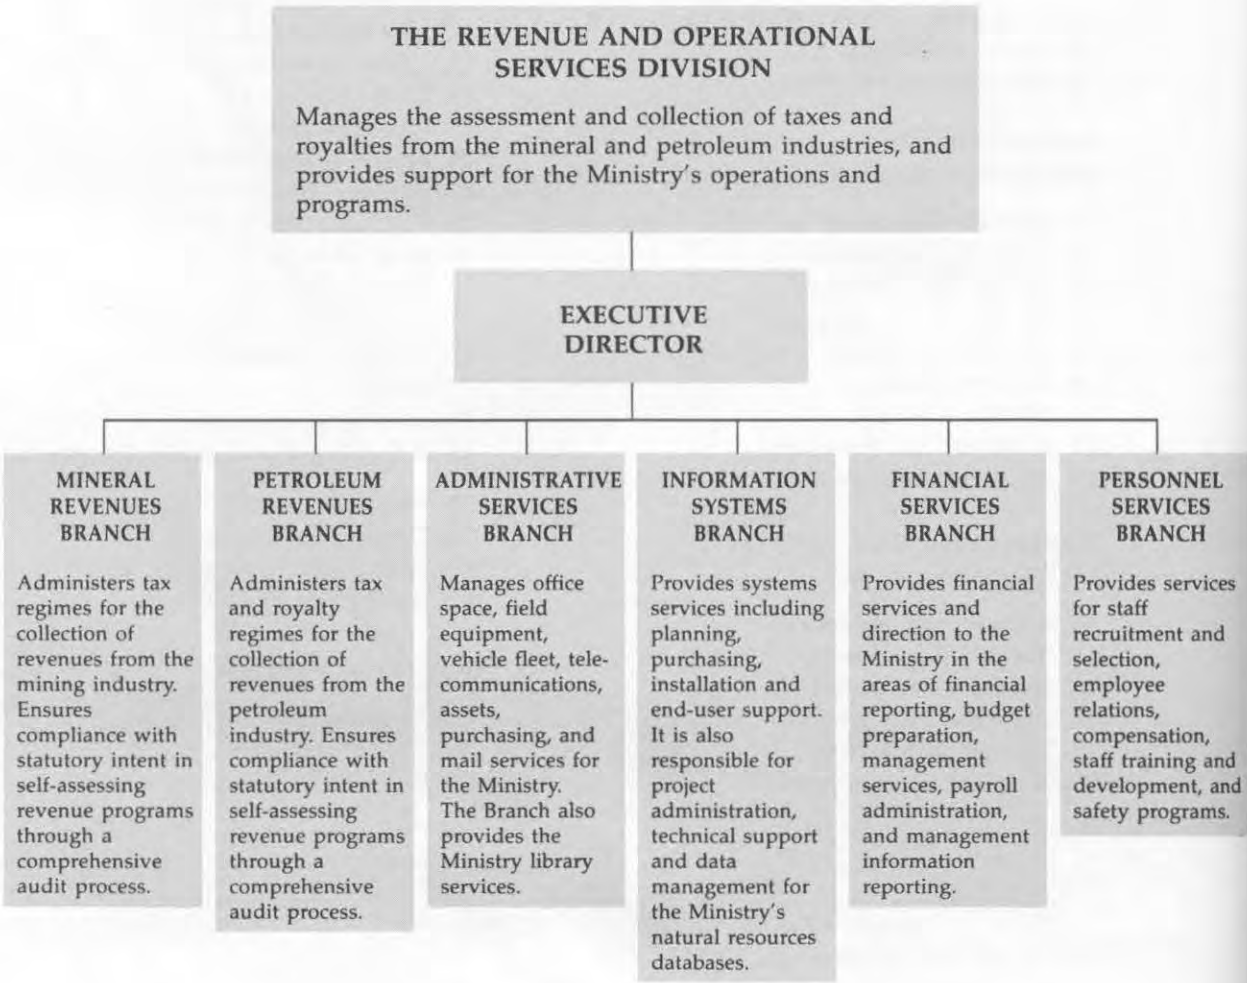 THE REVENUE AND OPERATIONAL
SERVICES DIVISION
Manages the assessment and collection of taxes and
royalties from the mineral and petroleum industries, and
provides support for the Ministry's operations and
programs.
EXECUTIVE
DIRECTOR
MINERAL
REVENUES
BRANCH
Administers tax
regimes for the
collection of
revenues from the
mining industry.
Ensures
compliance with
statutory intent in
self-assessing
revenue programs
through a
comprehensive
audit process.
PETROLEUM
REVENUES
BRANCH
Administers tax
and royalty
regimes for the
collection of
revenues from the
petroleum
industry. Ensures
compliance with
statutory intent in
self-assessing
revenue programs
through a
comprehensive
audit process.
ADMINISTRATIVE
SERVICES
BRANCH
Manages office
space, field
equipment,
vehicle fleet, tele-
communications,
assets,
purchasing, and
mail services for
the Ministry.
The Branch also
provides the
Ministry library
services.
INFORMATION
SYSTEMS
BRANCH
Provides systems
services including
planning,
purchasing,
installation and
end-user support.
It is also
responsible for
project
administration,
technical support
and data
management for
the Ministry's
natural resources
databases.
FINANCIAL
SERVICES
BRANCH
Provides financial
services and
direction to the
Ministry in the
areas of financial
reporting, budget
preparation,
management
services, payroll
administration,
and management
information
reporting.
PERSONNEL
SERVICES
BRANCH
Provides services
for staff
recruitment and
selection,
employee
relations,
compensation,
staff training and
development, and
safety programs.